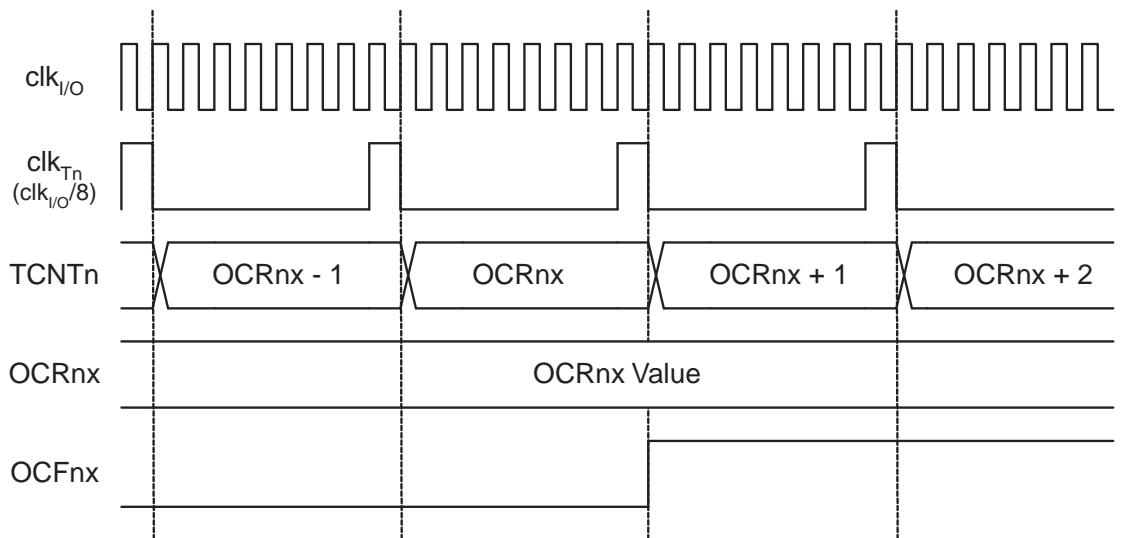 clkI/O
clkTn
(clkI/O/8)
TCNTn OCRnx - 1 OCRnx OCRnx + 1 OCRnx + 2
OCRnx OCRnx Value
OCFnx